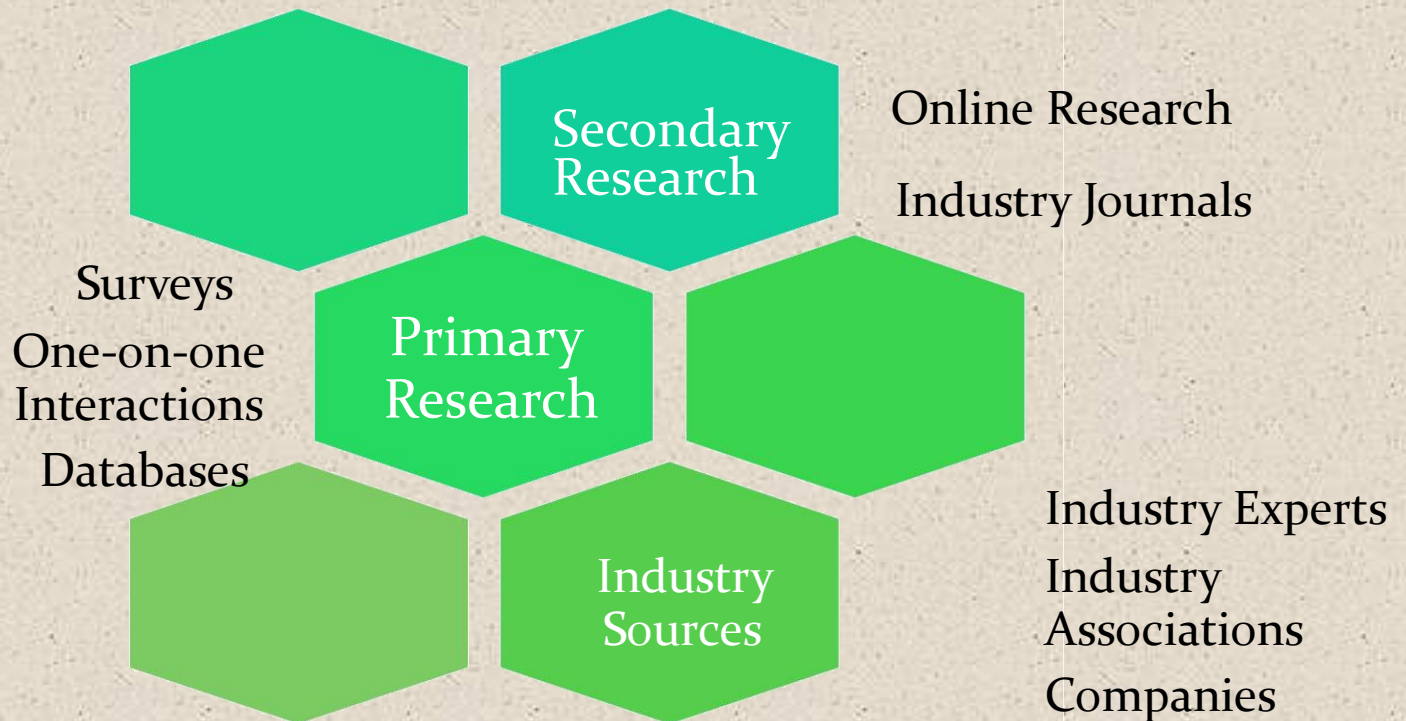 Secondary
Research
Online Research
Industry Journals
Surveys
One-on-one
Interactions
Databases
Primary
Research
Industry
Sources
Industry Experts
Industry
Associations
Companies